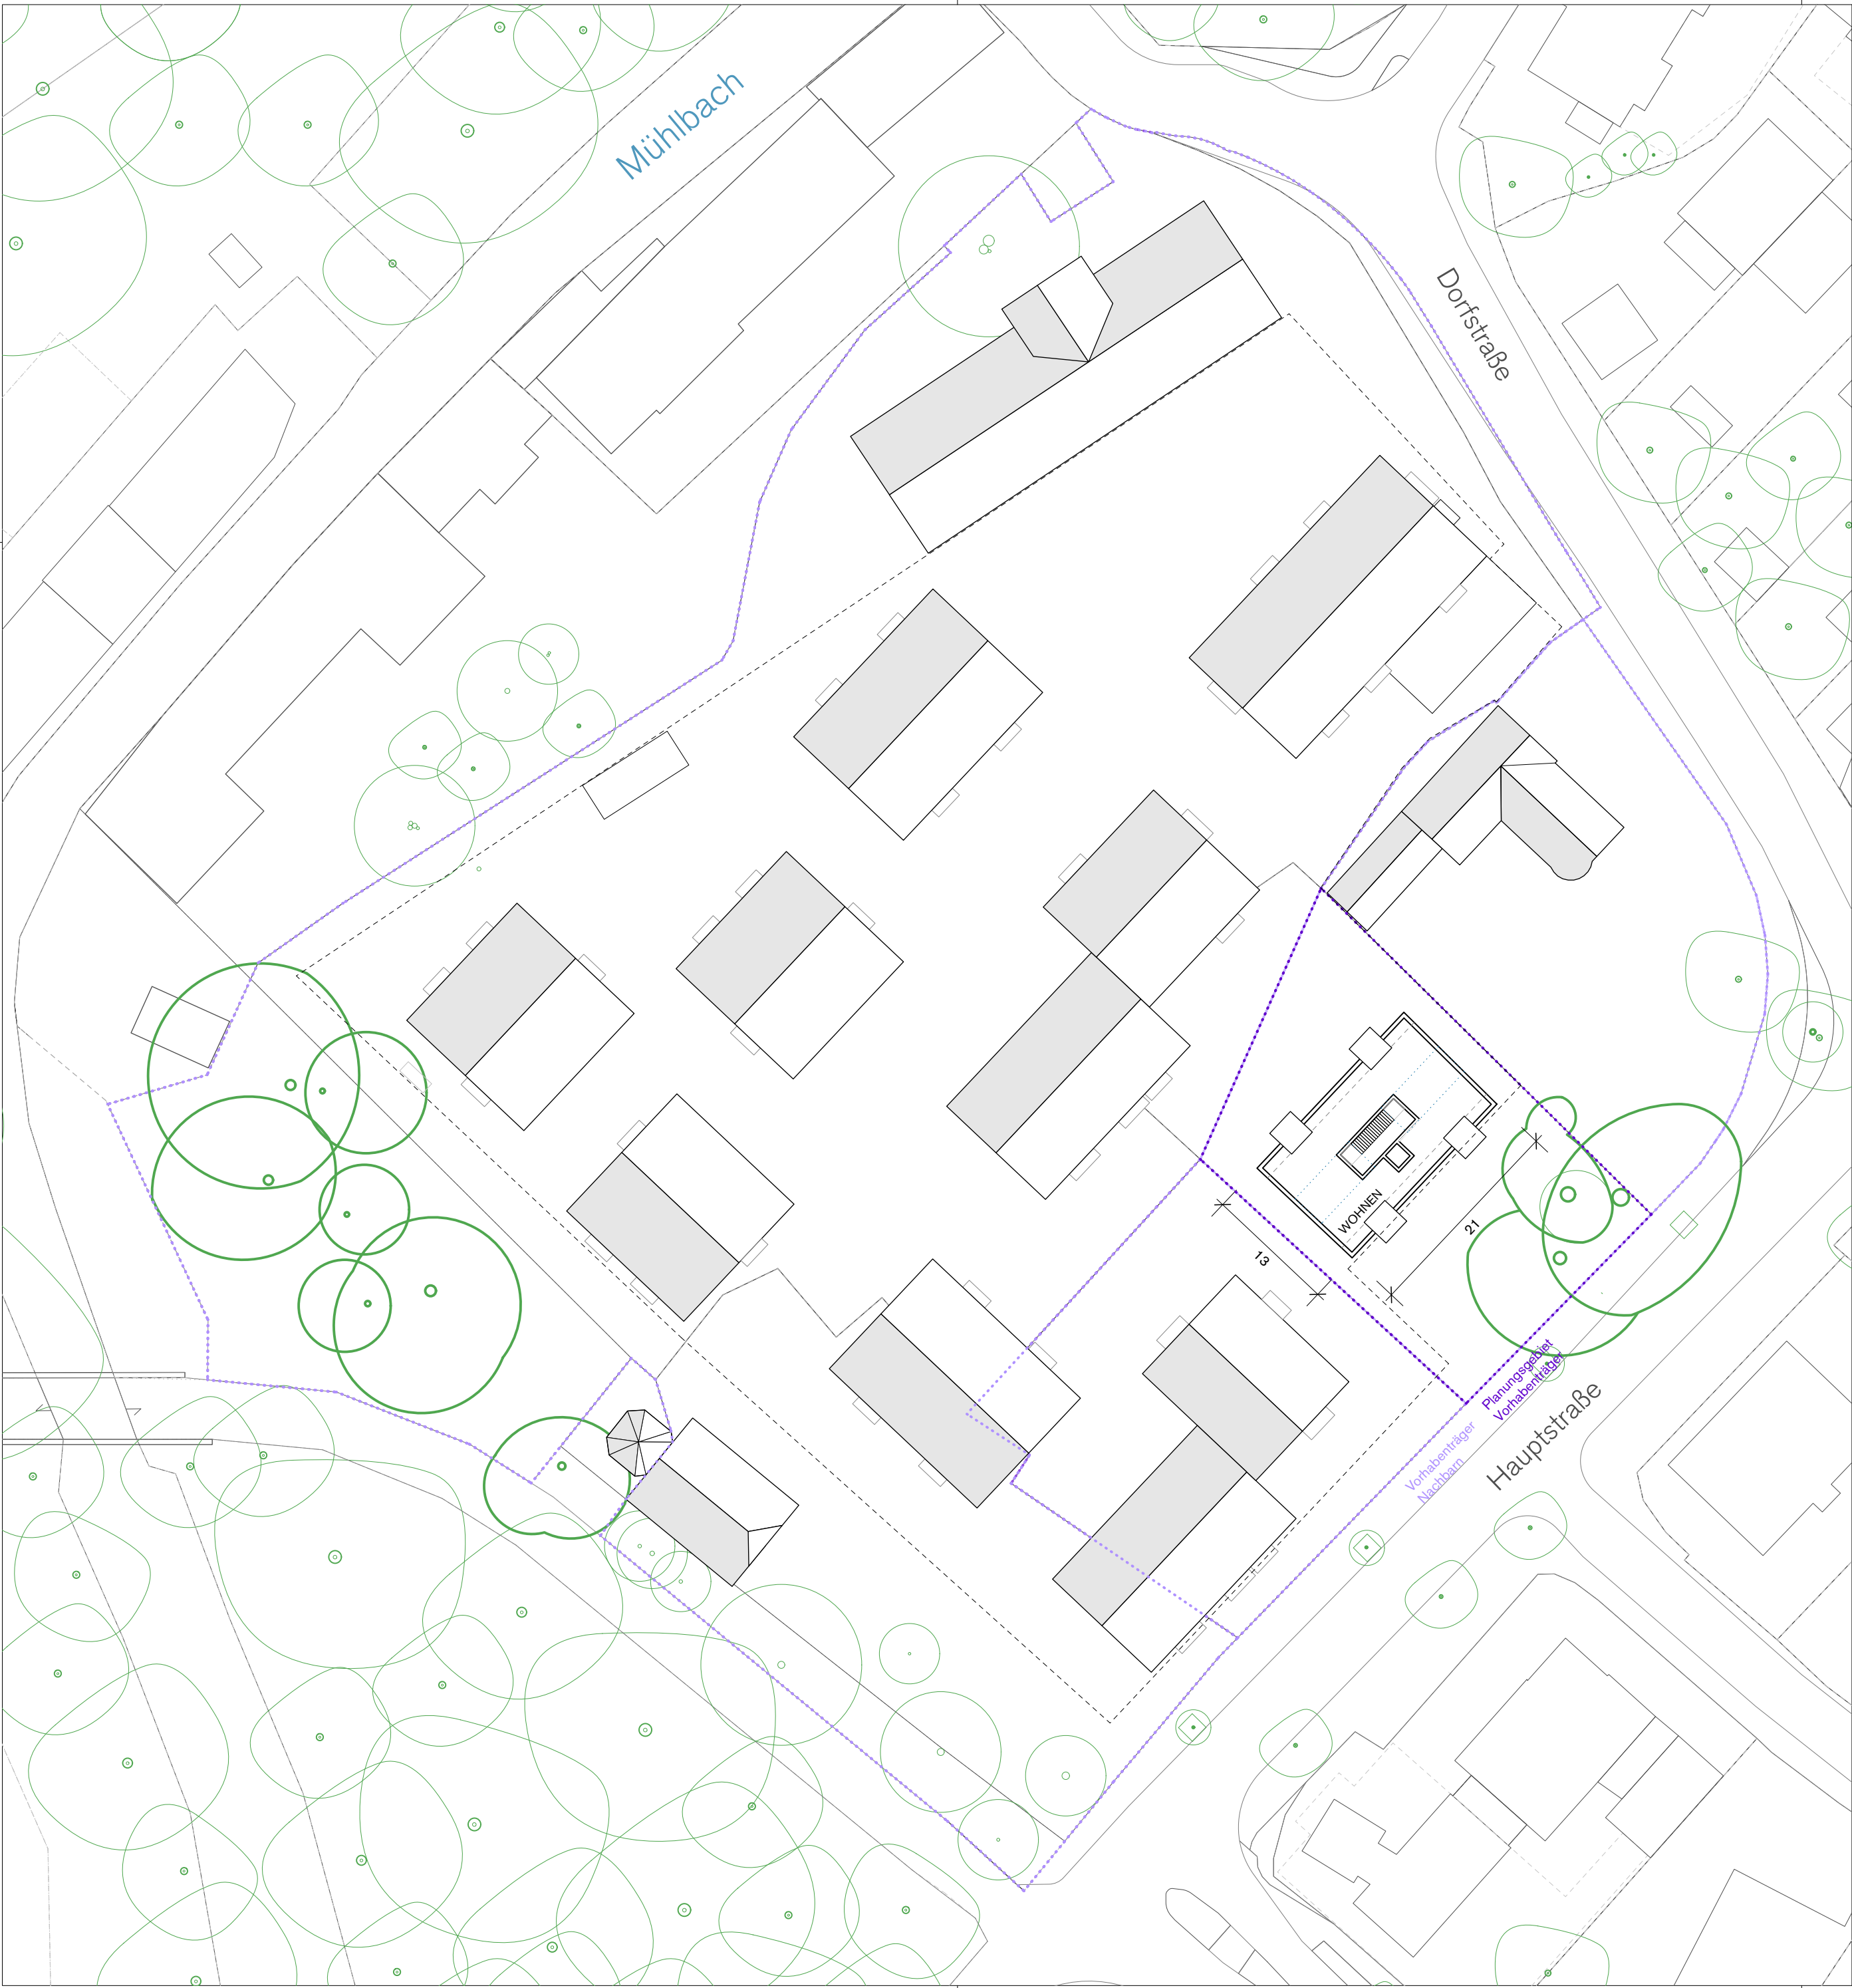 Mühlbach
Dorfstraße
WOHNEN
21
13
Planungsgebiet
Vorhabenträger
Vorhabenträger
Nachbarn
Hauptstraße